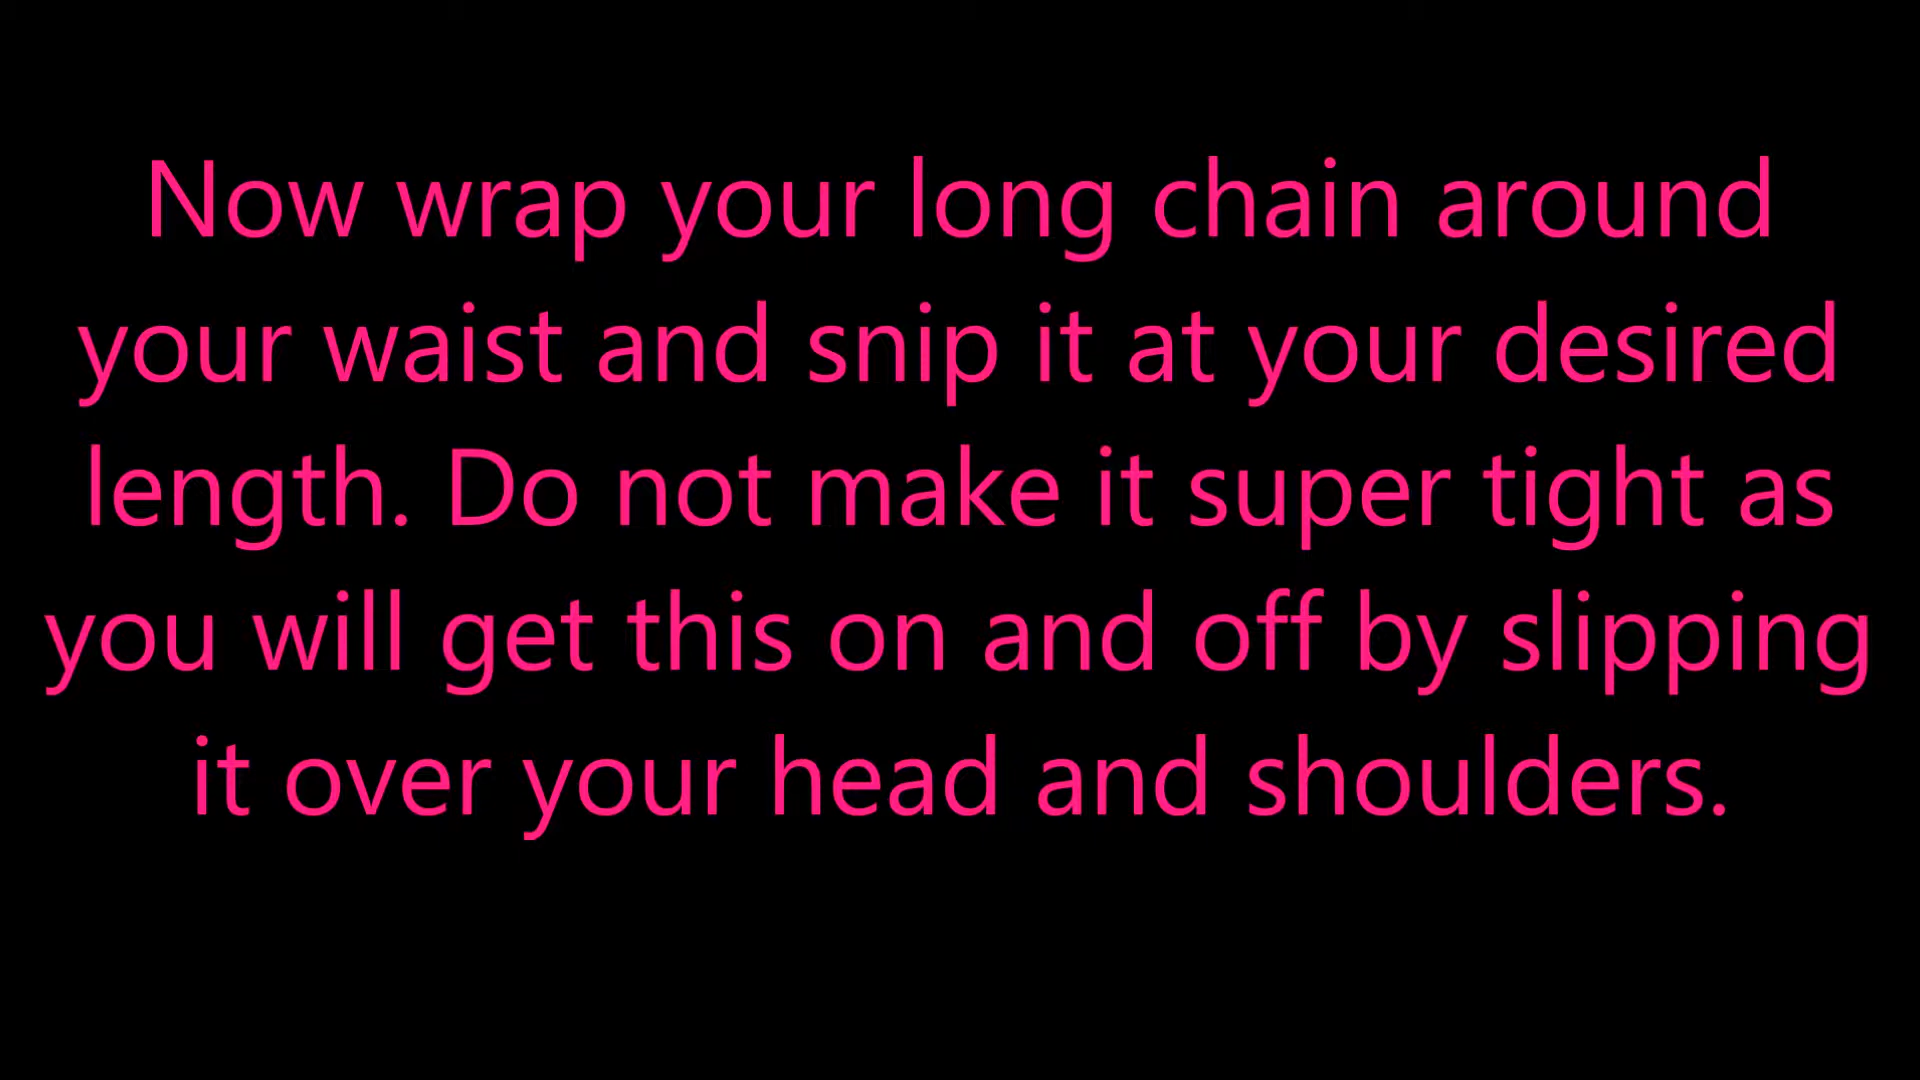 Now wrap your long chain around
your waist and snip it at your desired
length. Do not make it super tight as
you will get this on and off by slipping
it over your head and shoulders.